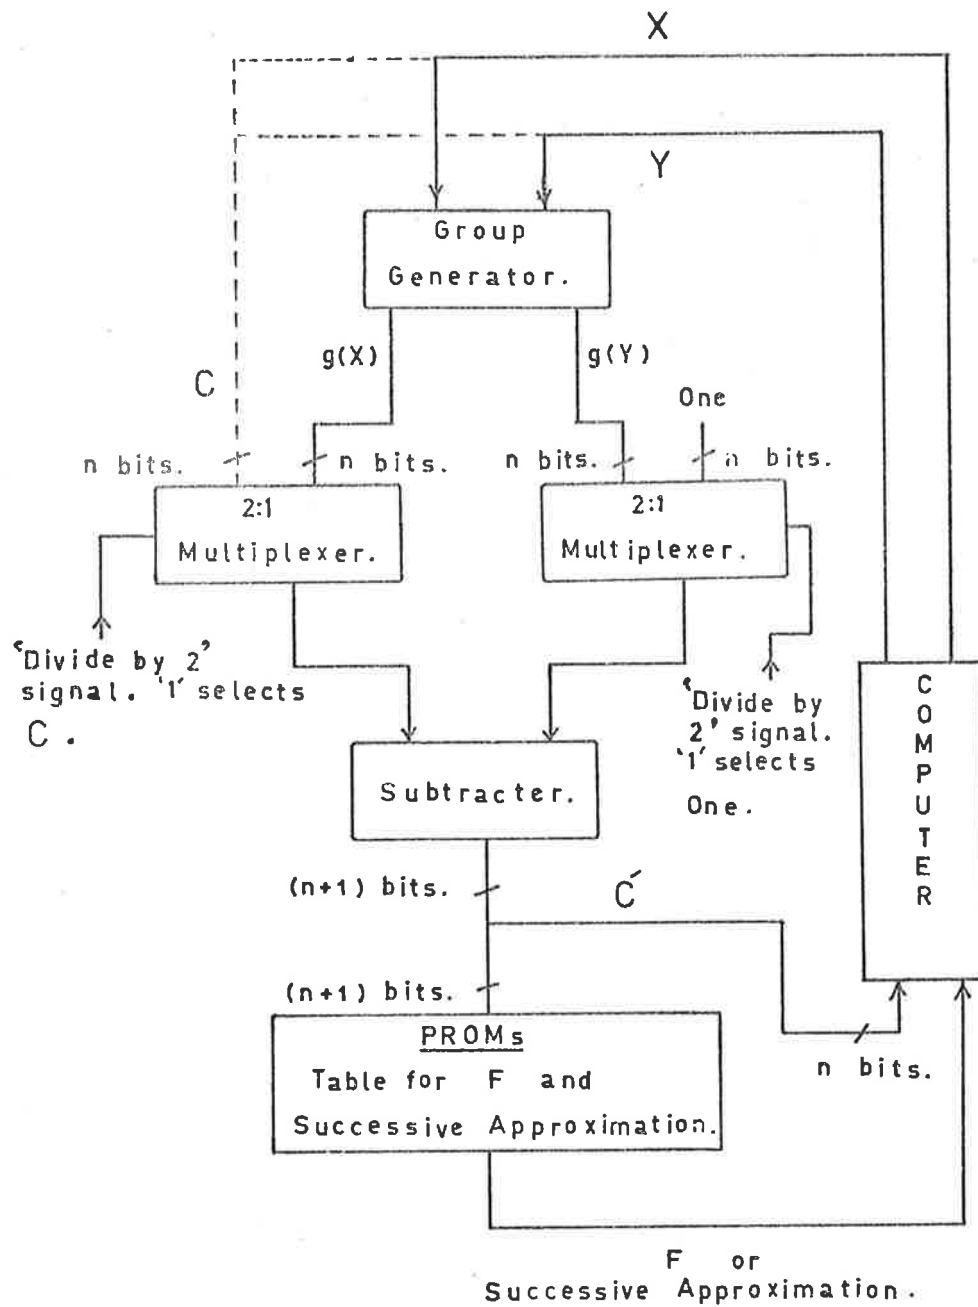 X
Y
Group
Generator.
g(X)
g(Y)
C
One
n bits.
n bits.
n bits.
n bits.
2:1
Multiplexer.
2:1
Multiplexer.
‘Divide by 2’
signal. ‘1’ selects
C.
‘Divide by
2’ signal.
‘1’ selects
One.
COMPUTER
Subtracter.
(n+1) bits.
C´
(n+1) bits.
n bits.
PROMs
Table for F and
Successive Approximation.
F or
Successive Approximation.